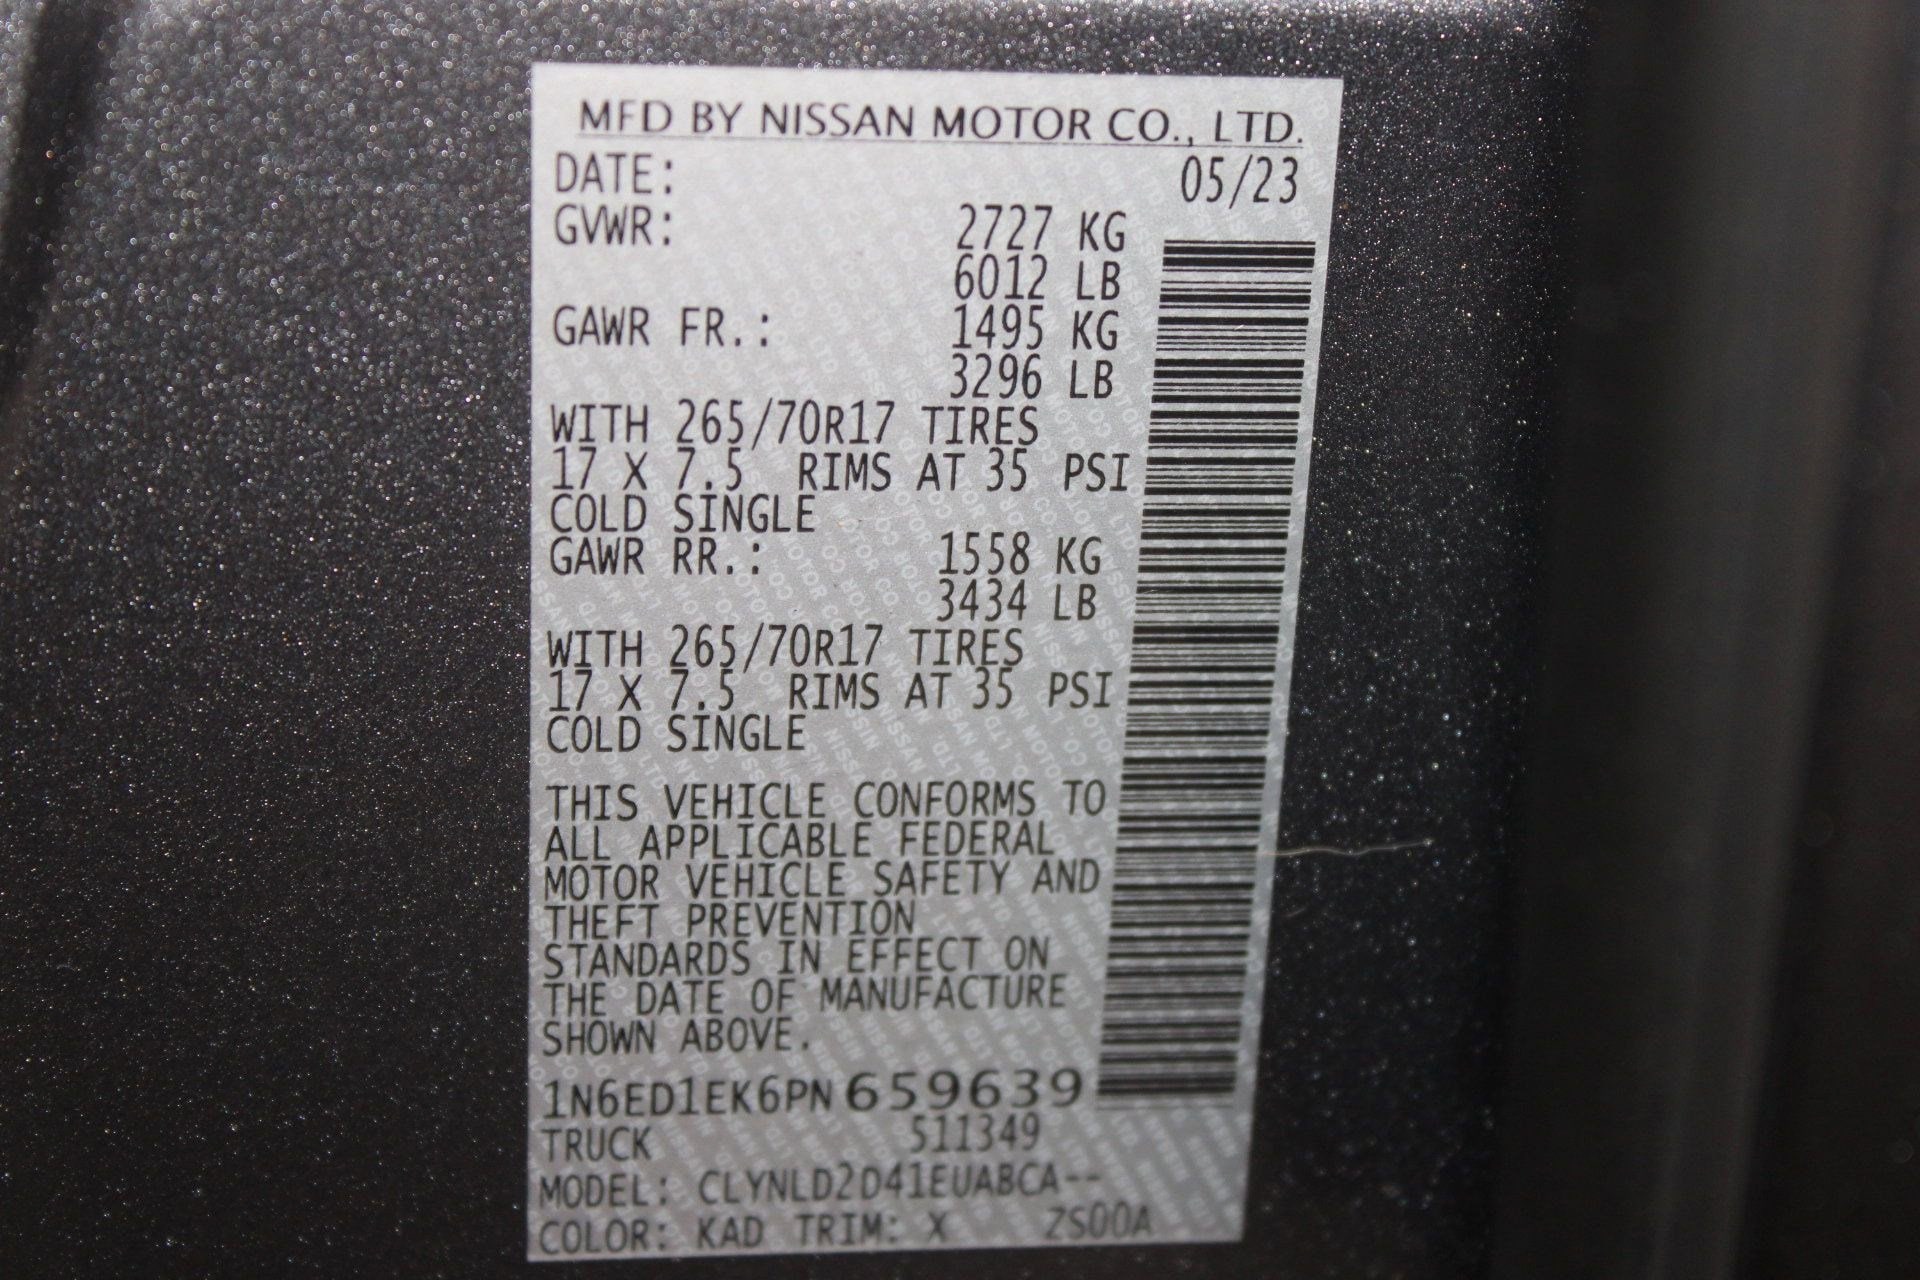 MFD BY NISSAN MOTOR CO., LTD.
DATE: 05/23
GVWR: 2727 KG
6012 LB
GAWR FR.: 1495 KG
3296 LB
WITH 265/70R17 TIRES
17 X 7.5 RIMS AT 35 PSI
COLD SINGLE
GAWR RR.: 1558 KG
3434 LB
WITH 265/70R17 TIRES
17 X 7.5 RIMS AT 35 PSI
COLD SINGLE
THIS VEHICLE CONFORMS TO
ALL APPLICABLE FEDERAL
MOTOR VEHICLE SAFETY AND
THEFT PREVENTION
STANDARDS IN EFFECT ON
THE DATE OF MANUFACTURE
SHOWN ABOVE.
1N6ED1EK6PN659639
TRUCK 511349
MODEL: CLYNLD2D41EUABCA--
COLOR: KAD TRIM: X ZS00A